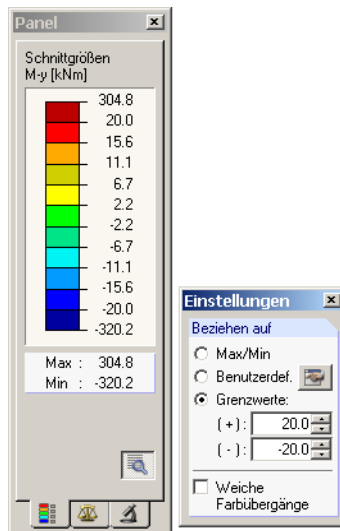 Panel
Schnittgrößen
M-y [kNm]
304.8
20.0
15.6
11.1
6.7
2.2
-2.2
-6.7
-11.1
-15.6
-20.0
-320.2
Max : 304.8
Min : -320.2
Einstellungen
Beziehen auf
Max/Min
Benutzerdef.
Grenzwerte:
(+): 20.0
(-): -20.0
Weiche
Farbübergänge